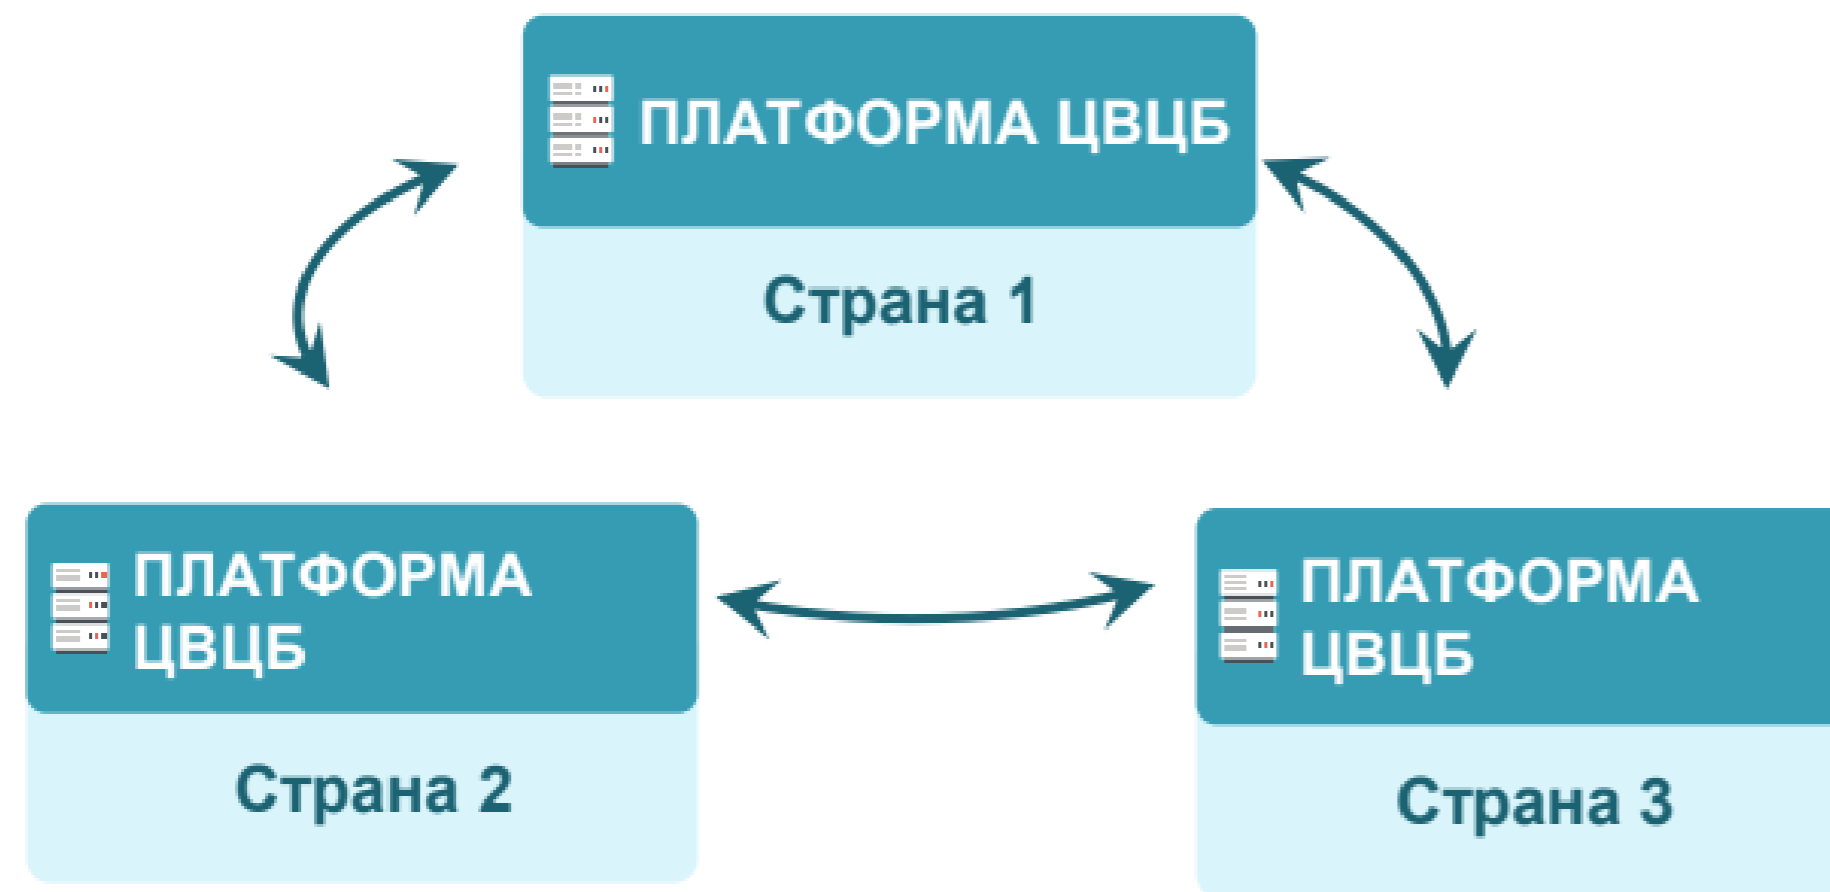 ПЛАТФОРМА ЦВЦБ
Страна 1
ПЛАТФОРМА
ЦВЦБ
Страна 2
ПЛАТФОРМА
ЦВЦБ
Страна 3